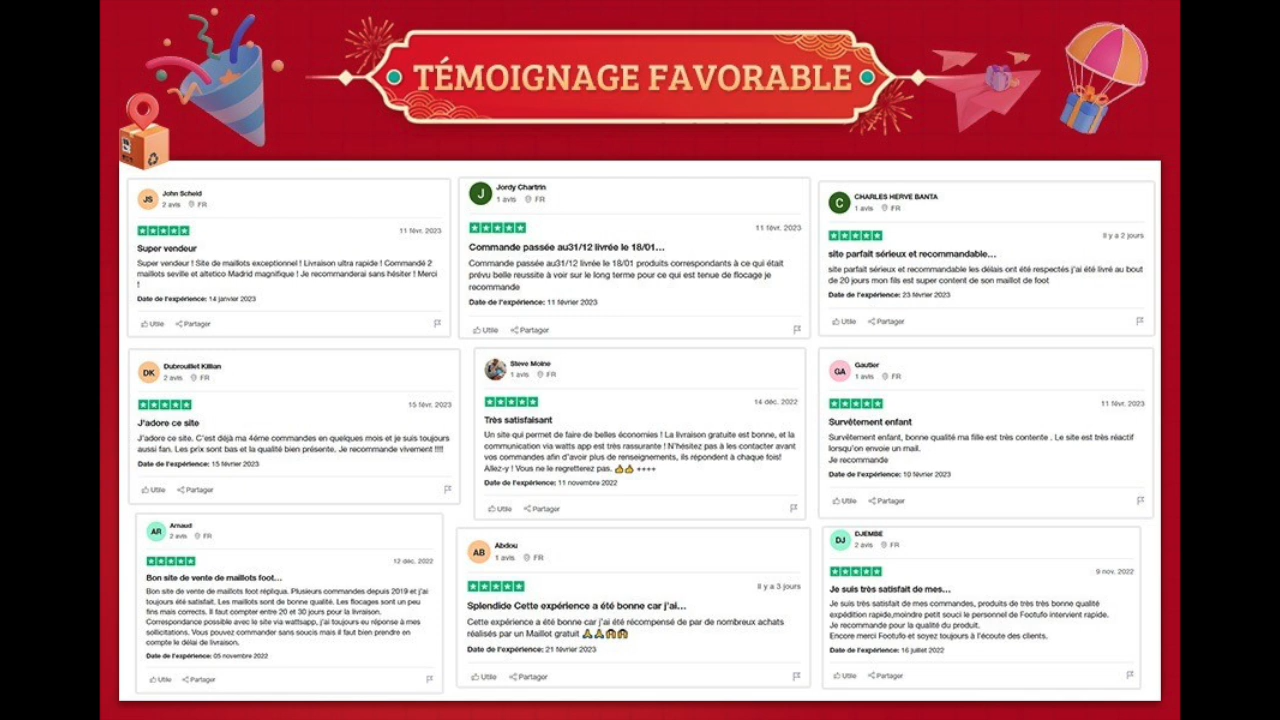 TÉMOIGNAGE FAVORABLE
JS
John Scheid
2 avis FR
11 févr. 2023
Super vendeur
Super vendeur ! Site de maillots exceptionnel ! Livraison ultra rapide ! Commandé 2
maillots seville et altetico Madrid magnifique ! Je recommanderai sans hésiter ! Merci
!
Date de l'expérience: 14 janvier 2023
Utile Partager
J
Jordy Chartrin
1 avis FR
11 févr. 2023
Commande passée au31/12 livrée le 18/01…
Commande passée au31/12 livrée le 18/01 produits correspondants à ce qui était
prévu belle reussite à voir sur le long terme pour ce qui est tenue de flocage je
recommande
Date de l'expérience: 11 février 2023
Utile Partager
C
CHARLES HERVE BANTA
1 avis FR
Il y a 2 jours
site parfait sérieux et recommandable…
site parfait sérieux et recommandable les délais ont été respectés j'ai été livré au bout
de 20 jours mon fils est super content de son maillot de foot
Date de l'expérience: 23 février 2023
Utile Partager
DK
Dubrouillet Killian
2 avis FR
15 févr. 2023
J'adore ce site
J'adore ce site. C'est déjà ma 4éme commandes en quelques mois et je suis toujours
aussi fan. Les prix sont bas et la qualité bien présente. Je recommande vivement !!!!
Date de l'expérience: 15 février 2023
Utile Partager
Steve Moine
1 avis FR
14 déc. 2022
Très satisfaisant
Un site qui permet de faire de belles économies ! La livraison gratuite est bonne, et la
communication via watts app est très rassurante ! N'hésitez pas à les contacter avant
vos commandes afin d'avoir plus de renseignements, ils répondent à chaque fois!
Allez-y ! Vous ne le regretterez pas. 👍👍 ++++
Date de l'expérience: 11 novembre 2022
Utile Partager
GA
Gautier
1 avis FR
11 févr. 2023
Survêtement enfant
Survêtement enfant, bonne qualité ma fille est très contente . Le site est très réactif
lorsqu'on envoie un mail.
Je recommande
Date de l'expérience: 10 février 2023
Utile Partager
AR
Arnaud
2 avis FR
12 déc. 2022
Bon site de vente de maillots foot…
Bon site de vente de maillots foot répliqua. Plusieurs commandes depuis 2019 et j'ai
toujours été satisfait. Les maillots sont de bonne qualité. Les flocages sont un peu
fins mais corrects. Il faut compter entre 20 et 30 jours pour la livraison.
Correspondance possible avec le site via wattsapp, j'ai toujours eu réponse à mes
sollicitations. Vous pouvez commander sans soucis mais il faut bien prendre en
compte le délai de livraison.
Date de l'expérience: 05 novembre 2022
Utile Partager
AB
Abdou
1 avis FR
Il y a 3 jours
Splendide Cette expérience a été bonne car j'ai…
Cette expérience a été bonne car j'ai été récompensé de par de nombreux achats
réalisés par un Maillot gratuit
Date de l'expérience: 21 février 2023
Utile Partager
DJ
DJEMBE
2 avis FR
9 nov. 2022
Je suis très satisfait de mes…
Je suis très satisfait de mes commandes, produits de très très bonne qualité
expédition rapide,moindre petit souci le personnel de Footufo intervient rapide.
Je recommande pour la qualité du produit.
Encore merci Footufo et soyez toujours à l'écoute des clients.
Date de l'expérience: 16 juillet 2022
Utile Partager